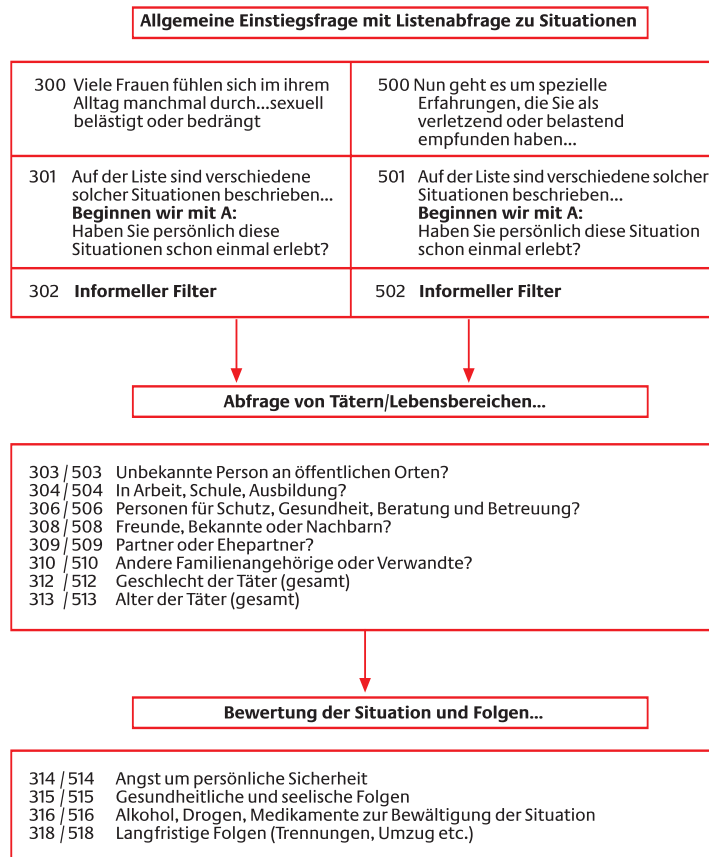 Allgemeine Einstiegsfrage mit Listenabfrage zu Situationen
300 Viele Frauen fühlen sich im ihrem
Alltag manchmal durch...sexuell
belästigt oder bedrängt
500 Nun geht es um spezielle
Erfahrungen, die Sie als
verletzend oder belastend
empfunden haben...
301 Auf der Liste sind verschiedene
solcher Situationen beschrieben...
Beginnen wir mit A:
Haben Sie persönlich diese
Situationen schon einmal erlebt?
501 Auf der Liste sind verschiedene solcher
Situationen beschrieben...
Beginnen wir mit A:
Haben Sie persönlich diese Situation
schon einmal erlebt?
302 Informeller Filter
502 Informeller Filter
Abfrage von Tätern/Lebensbereichen...
303 / 503 Unbekannte Person an öffentlichen Orten?
304 / 504 In Arbeit, Schule, Ausbildung?
306 / 506 Personen für Schutz, Gesundheit, Beratung und Betreuung?
308 / 508 Freunde, Bekannte oder Nachbarn?
309 / 509 Partner oder Ehepartner?
310 / 510 Andere Familienangehörige oder Verwandte?
312 / 512 Geschlecht der Täter (gesamt)
313 / 513 Alter der Täter (gesamt)
Bewertung der Situation und Folgen...
314 / 514 Angst um persönliche Sicherheit
315 / 515 Gesundheitliche und seelische Folgen
316 / 516 Alkohol, Drogen, Medikamente zur Bewältigung der Situation
318 / 518 Langfristige Folgen (Trennungen, Umzug etc.)